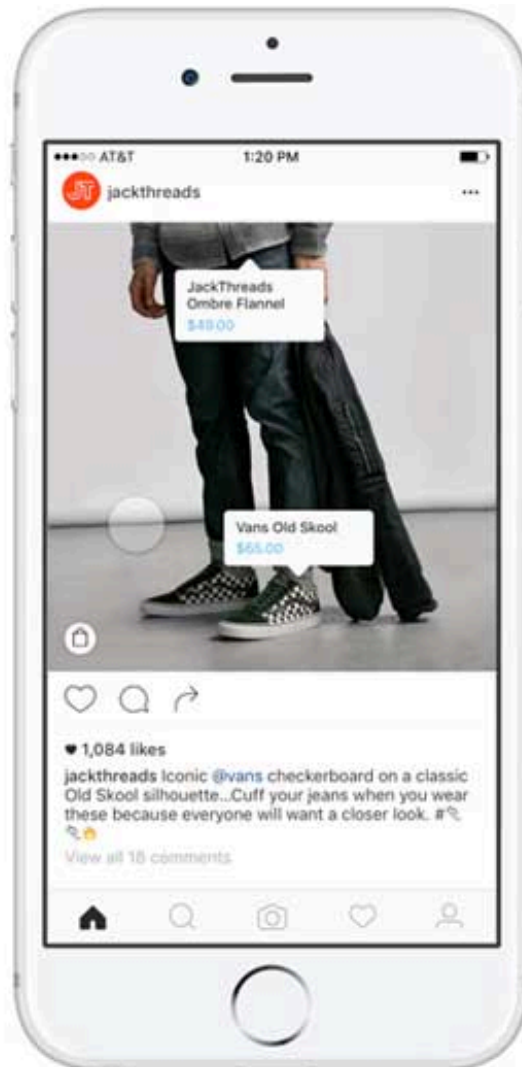 AT&T 1:20 PM
JT jackthreads
JackThreads
Ombre Flannel
$49.00
Vans Old Skool
$65.00
1,084 likes
jackthreads Iconic @vans checkerboard on a classic
Old Skool silhouette...Cuff your jeans when you wear
these because everyone will want a closer look. #
View all 18 comments